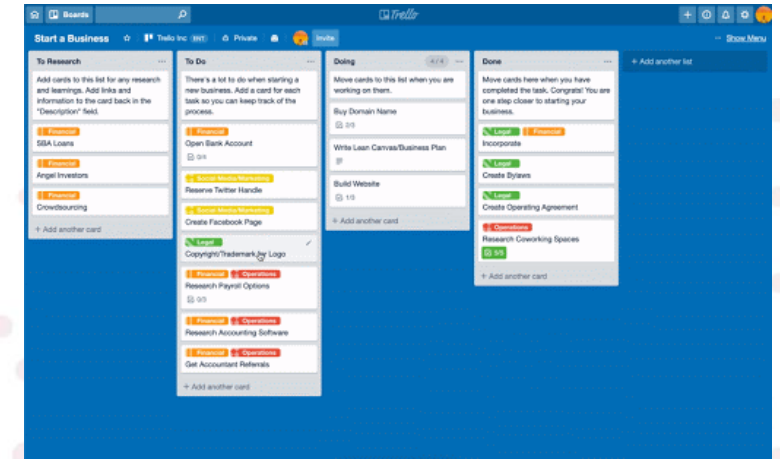 Boards
Trello
Start a Business
Trello Inc
ENT
Private
Invite
Show Menu
To Research
Add cards to this list for any research
and learnings. Add links and
information to the card back in the
"Description" field.
Financial
SBA Loans
Financial
Angel Investors
Financial
Crowdsourcing
+ Add another card
To Do
There's a lot to do when starting a
new business. Add a card for each
task so you can keep track of the
process.
Financial
Open Bank Account
0/4
Social Media/Marketing
Reserve Twitter Handle
Social Media/Marketing
Create Facebook Page
Legal
Copyright/Trademark for Logo
Financial Operations
Research Payroll Options
0/3
Financial Operations
Research Accounting Software
Financial Operations
Get Accountant Referrals
+ Add another card
Doing
4/4
Move cards to this list when you are
working on them.
Buy Domain Name
Write Lean Canvas/Business Plan
Build Website
1/3
+ Add another card
Done
Move cards here when you have
completed the task. Congrats! You are
one step closer to starting your
business.
Legal Financial
Incorporate
Legal
Create Bylaws
Legal
Create Operating Agreement
Operations
Research Coworking Spaces
5/5
+ Add another card
+ Add another list